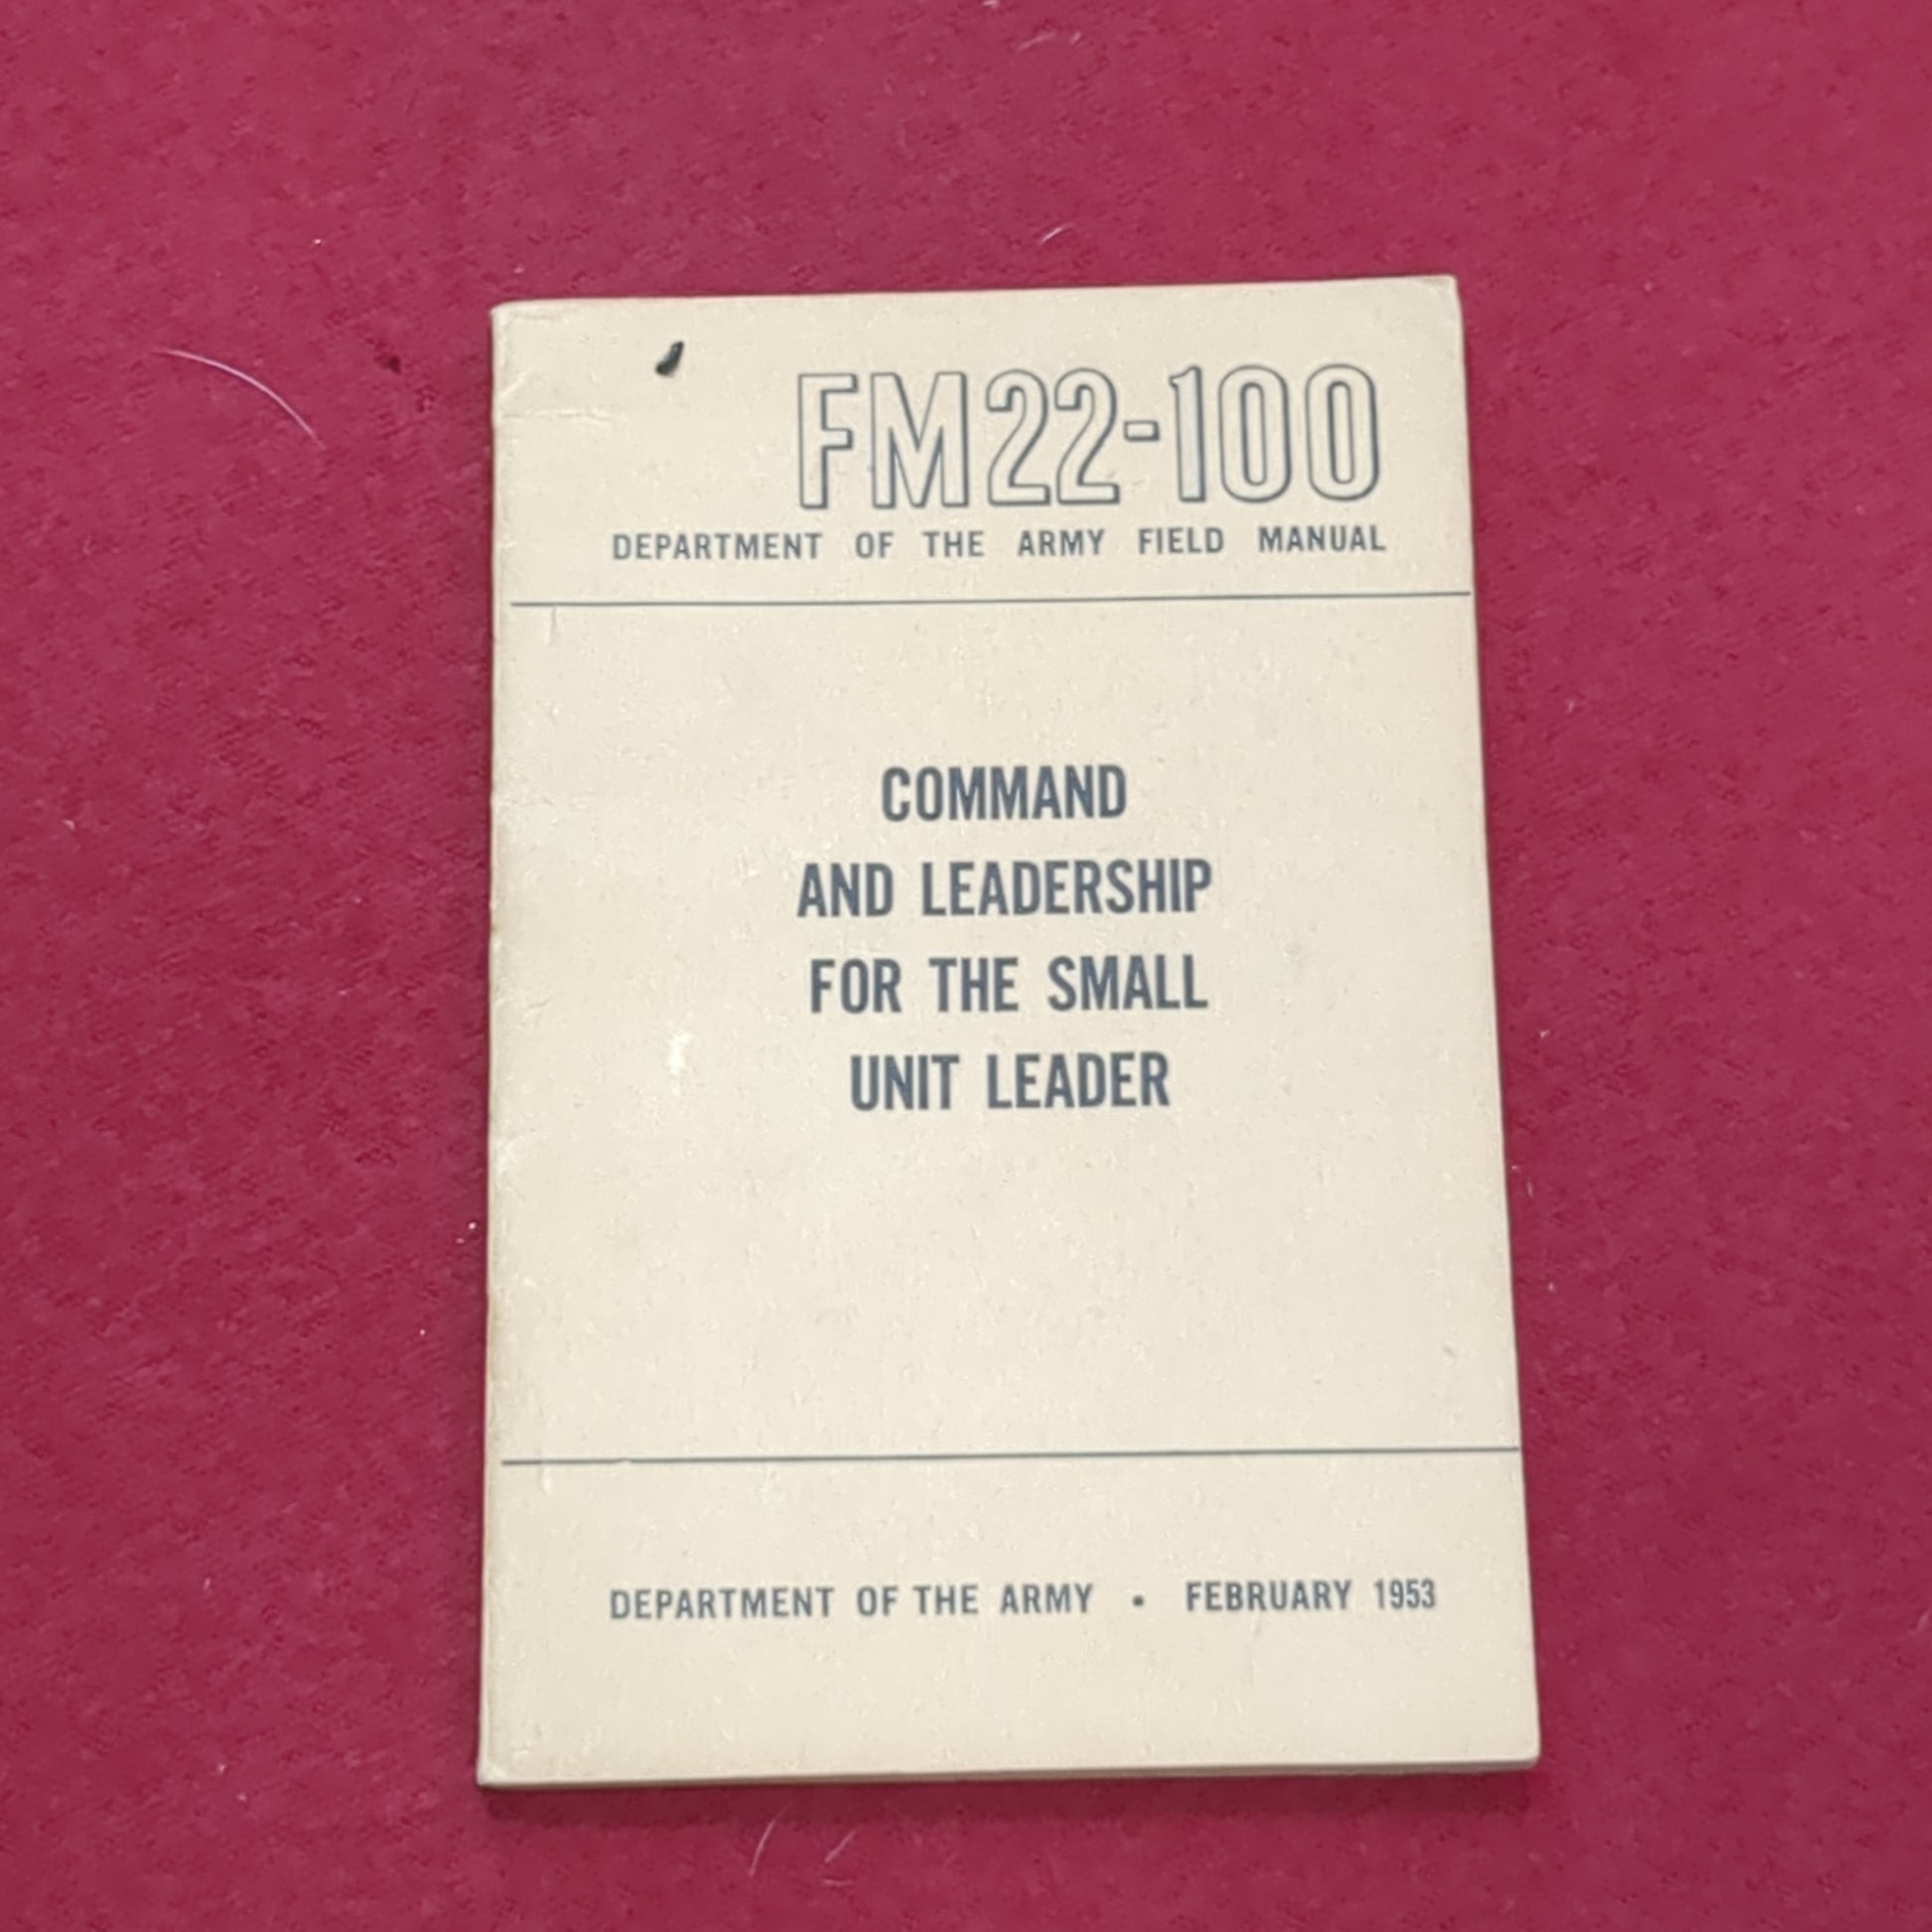 FM22-100
DEPARTMENT OF THE ARMY FIELD MANUAL
COMMAND
AND LEADERSHIP
FOR THE SMALL
UNIT LEADER
DEPARTMENT OF THE ARMY • FEBRUARY 1953